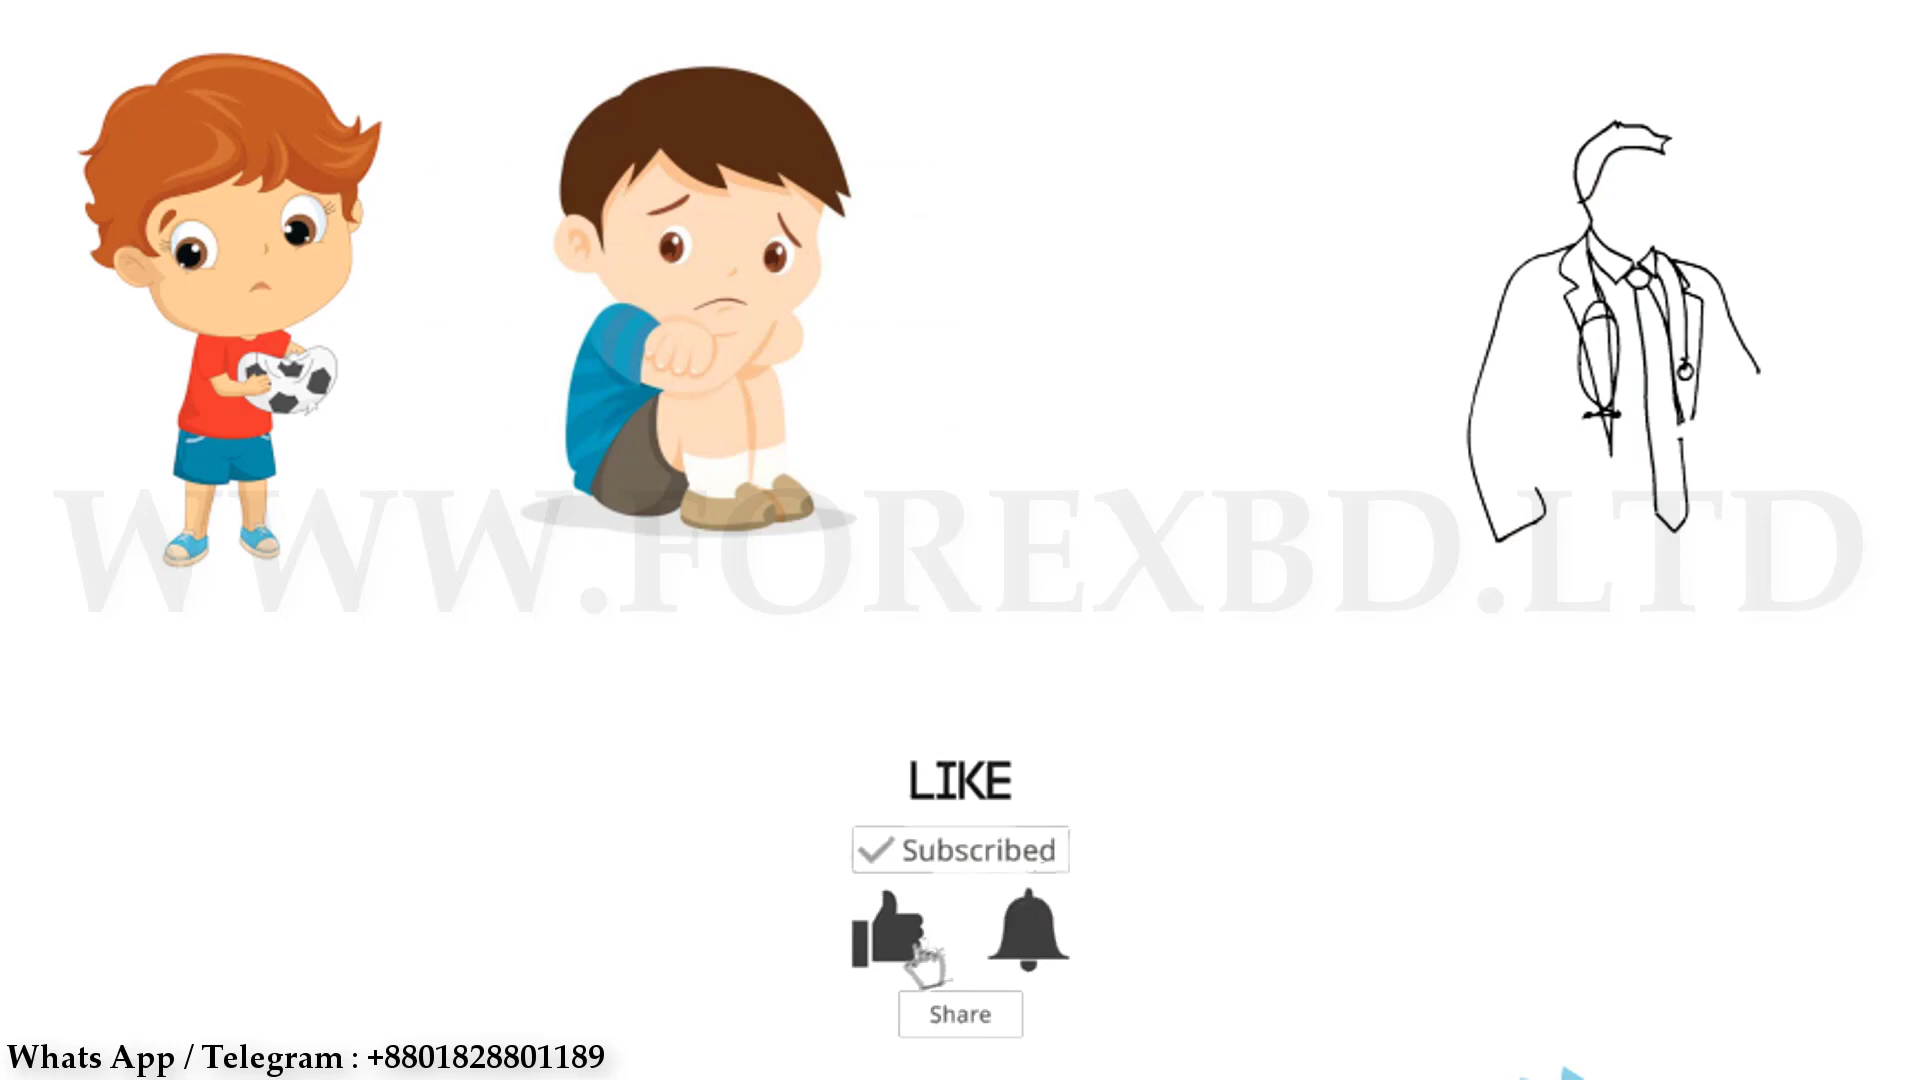 WWW.FOREXBD.LTD
LIKE
Subscribed
Share
Whats App / Telegram : +8801828801189